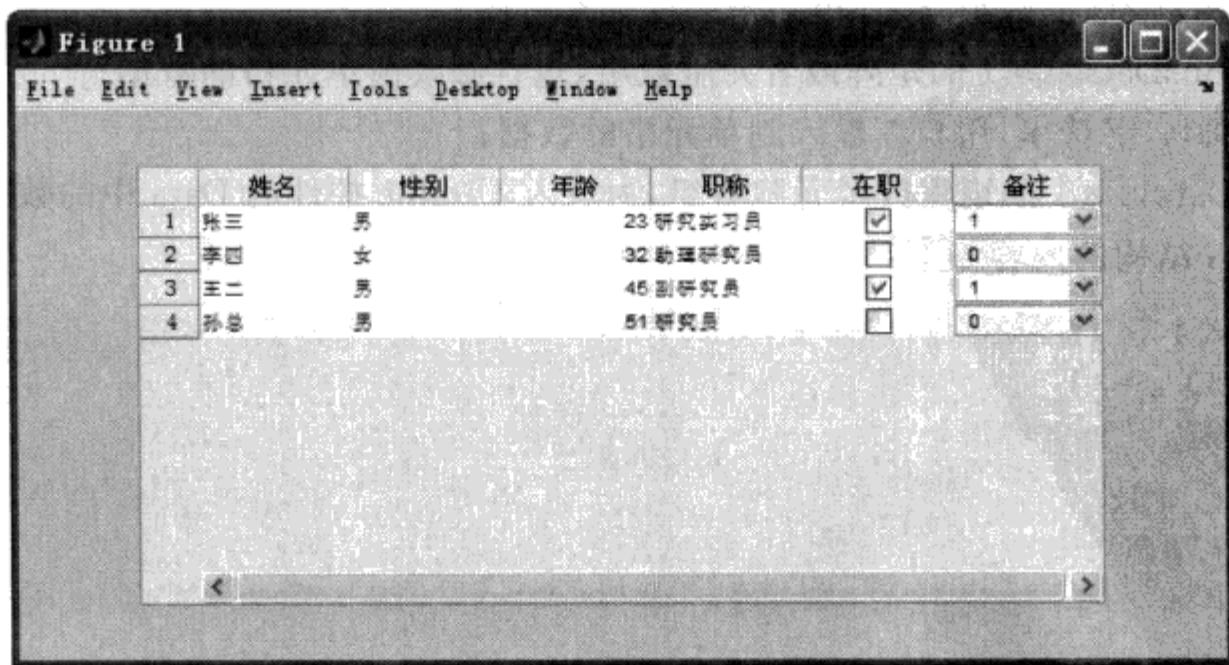 Figure 1
File Edit View Insert Tools Desktop Window Help
姓名 性别 年龄 职称 在职 备注
1 张三 男 23 研究实习员 1
2 李四 女 32 助理研究员 0
3 王二 男 45 副研究员 1
4 孙总 男 51 研究员 0